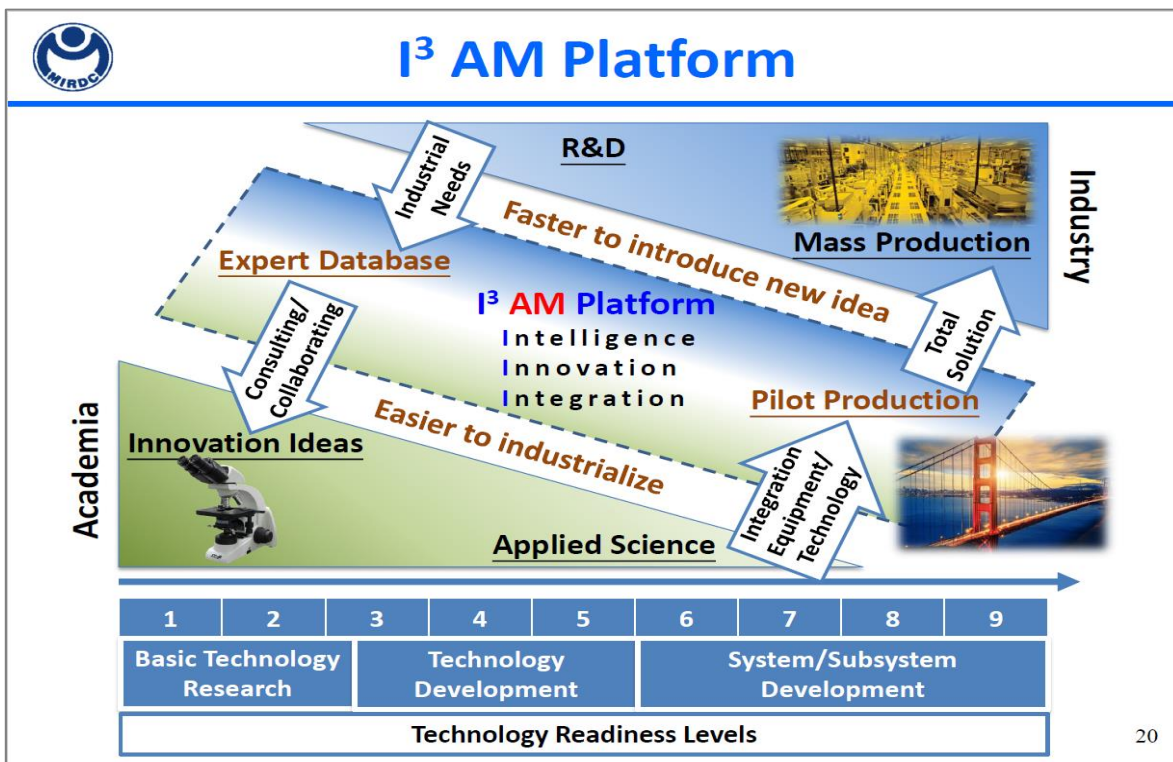 MIRDC
I³ AM Platform
R&D
Industrial
Needs
Faster to introduce new idea
Mass Production
Industry
Expert Database
I³ AM Platform
Intelligence
Innovation
Integration
Total
Solution
Consulting/
Collaborating
Pilot Production
Easier to industrialize
Academia
Innovation Ideas
Integration
Equipment/
Technology
Applied Science
1 2 3 4 5 6 7 8 9
Basic Technology
Research
Technology
Development
System/Subsystem
Development
Technology Readiness Levels
20